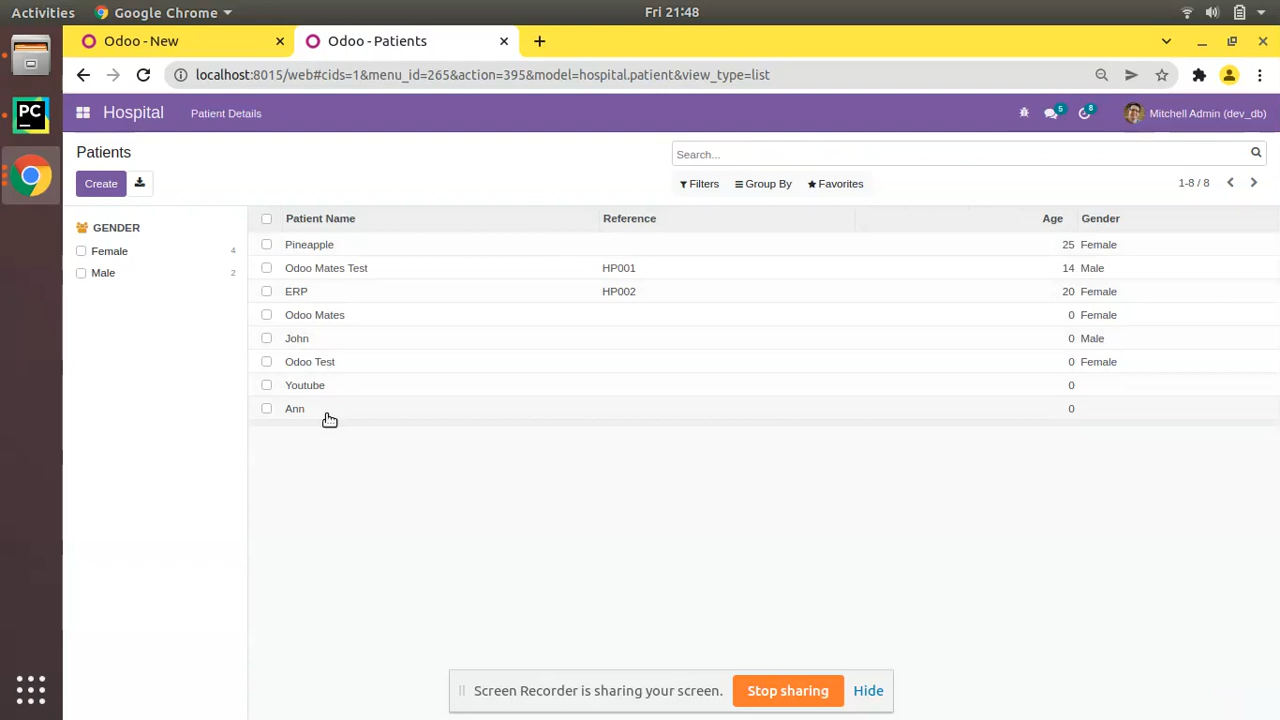 Activities Google Chrome Fri 21:48
Odoo - New Odoo - Patients
localhost:8015/web#cids=1&menu_id=265&action=395&model=hospital.patient&view_type=list
PC
Hospital Patient Details 5 8 Mitchell Admin (dev_db)
Patients Search...
Create Filters Group By Favorites 1-8 / 8
GENDER Patient Name Reference Age Gender
Female 4
Male 2
Pineapple 25 Female
Odoo Mates Test HP001 14 Male
ERP HP002 20 Female
Odoo Mates 0 Female
John 0 Male
Odoo Test 0 Female
Youtube 0
Ann 0
Screen Recorder is sharing your screen. Stop sharing Hide